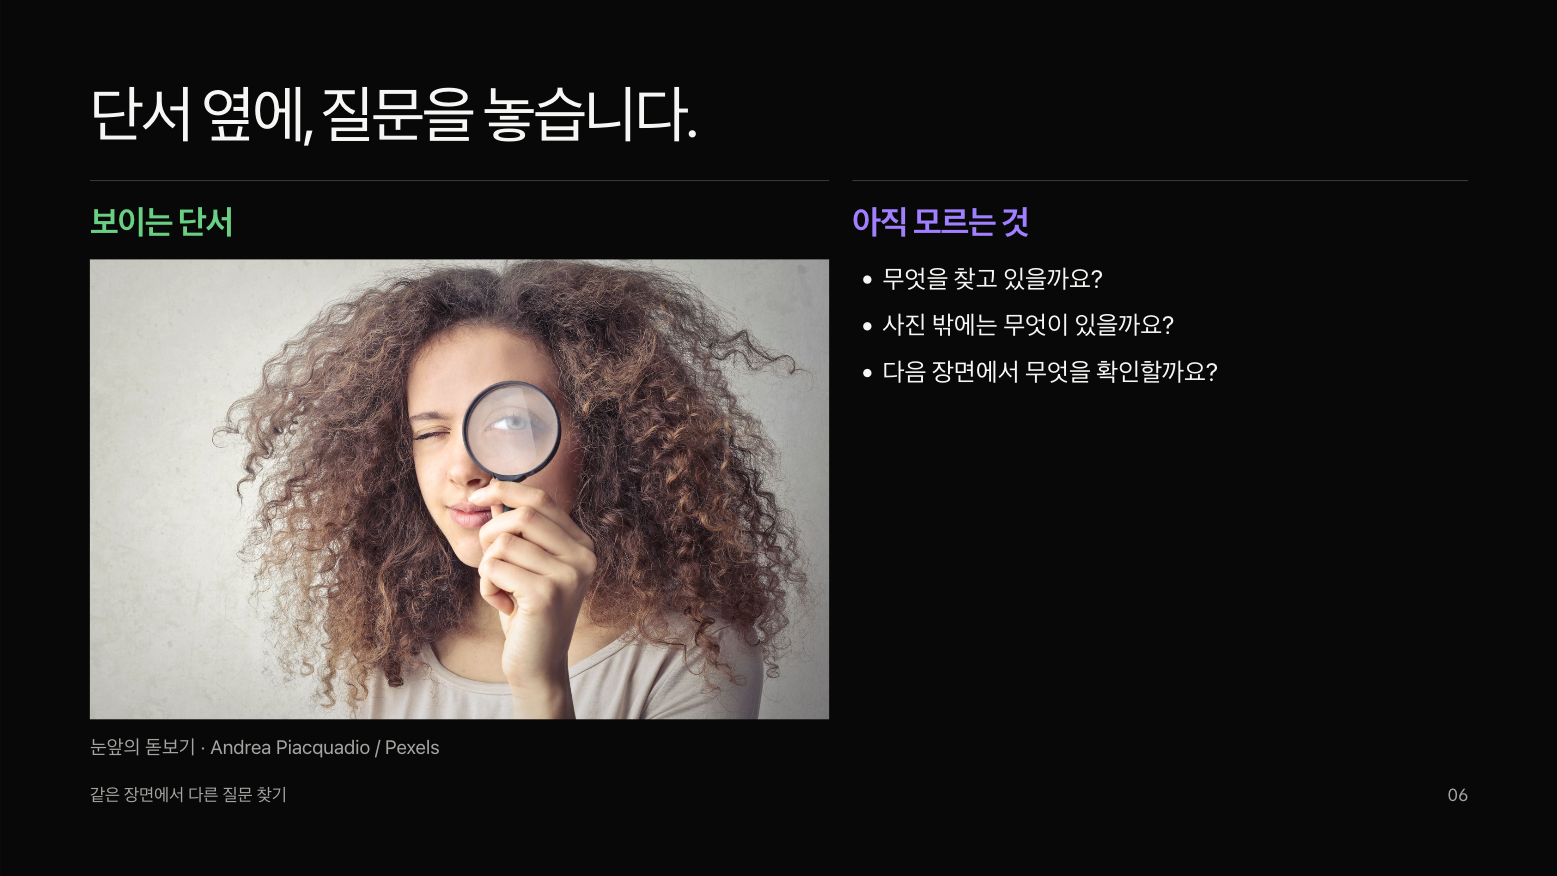 단서 옆에, 질문을 놓습니다.
보이는 단서
눈앞의 돋보기 · Andrea Piacquadio / Pexels
아직 모르는 것
• 무엇을 찾고 있을까요?
• 사진 밖에는 무엇이 있을까요?
• 다음 장면에서 무엇을 확인할까요?
같은 장면에서 다른 질문 찾기
06